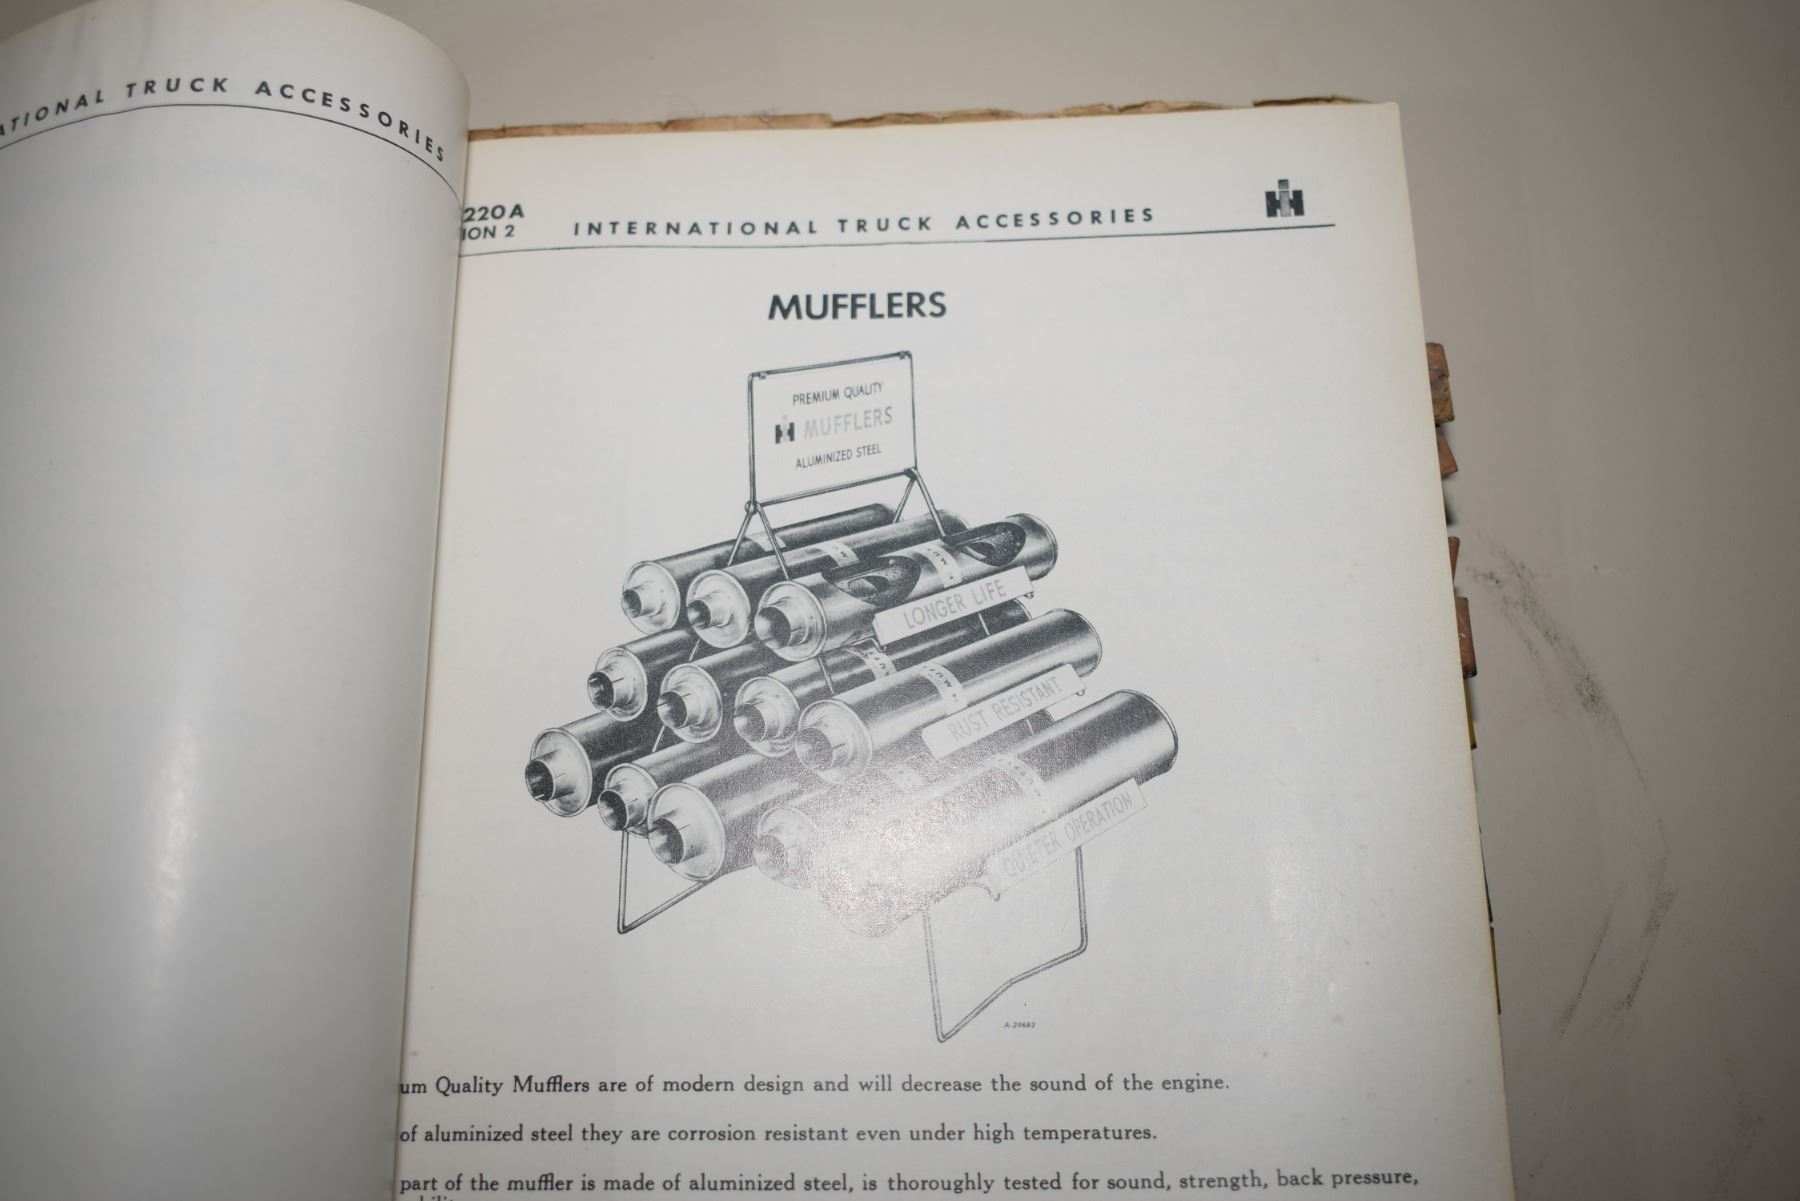 ATIONAL TRUCK ACCESSORIES
220A
ION 2
INTERNATIONAL TRUCK ACCESSORIES
IH
MUFFLERS
PREMIUM QUALITY
IH MUFFLERS
ALUMINIZED STEEL
LONGER LIFE
RUST RESISTANT
QUIETER OPERATION
A-29682
um Quality Mufflers are of modern design and will decrease the sound of the engine.
of aluminized steel they are corrosion resistant even under high temperatures.
part of the muffler is made of aluminized steel, is thoroughly tested for sound, strength, back pressure,